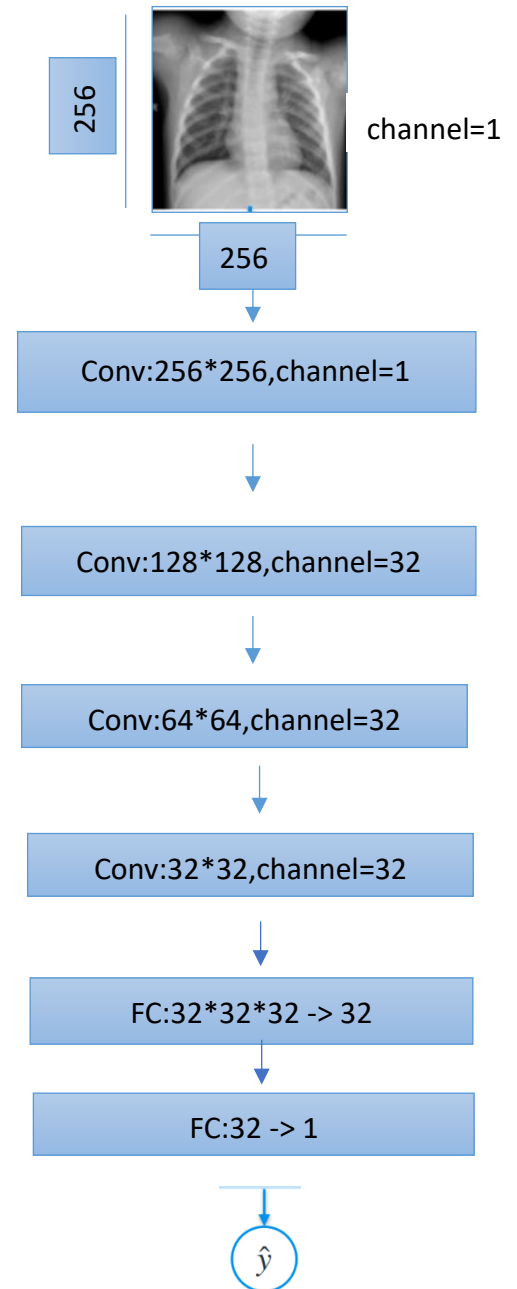 256
channel=1
256
Conv:256*256,channel=1
Conv:128*128,channel=32
Conv:64*64,channel=32
Conv:32*32,channel=32
FC:32*32*32 -> 32
FC:32 -> 1
ŷ